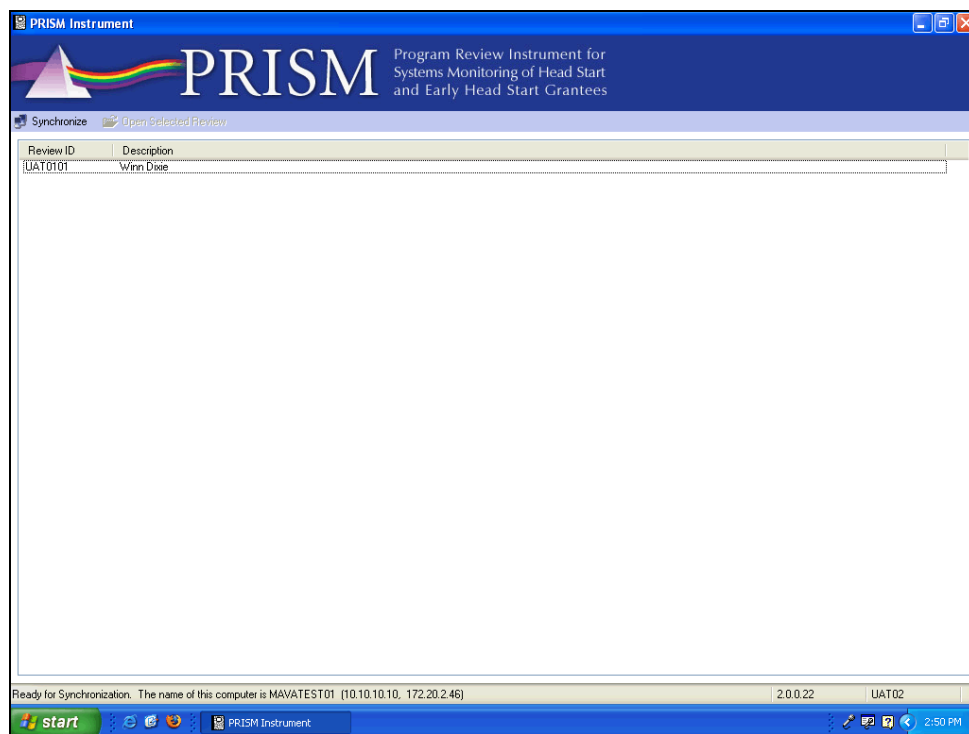 PRISM Instrument
PRISM
Program Review Instrument for
Systems Monitoring of Head Start
and Early Head Start Grantees
Synchronize Open Selected Review
Review ID Description
UAT0101 Winn Dixie
Ready for Synchronization. The name of this computer is MAVATEST01 (10.10.10.10, 172.20.2.46) 2.0.0.22 UAT02
start PRISM Instrument 2:50 PM